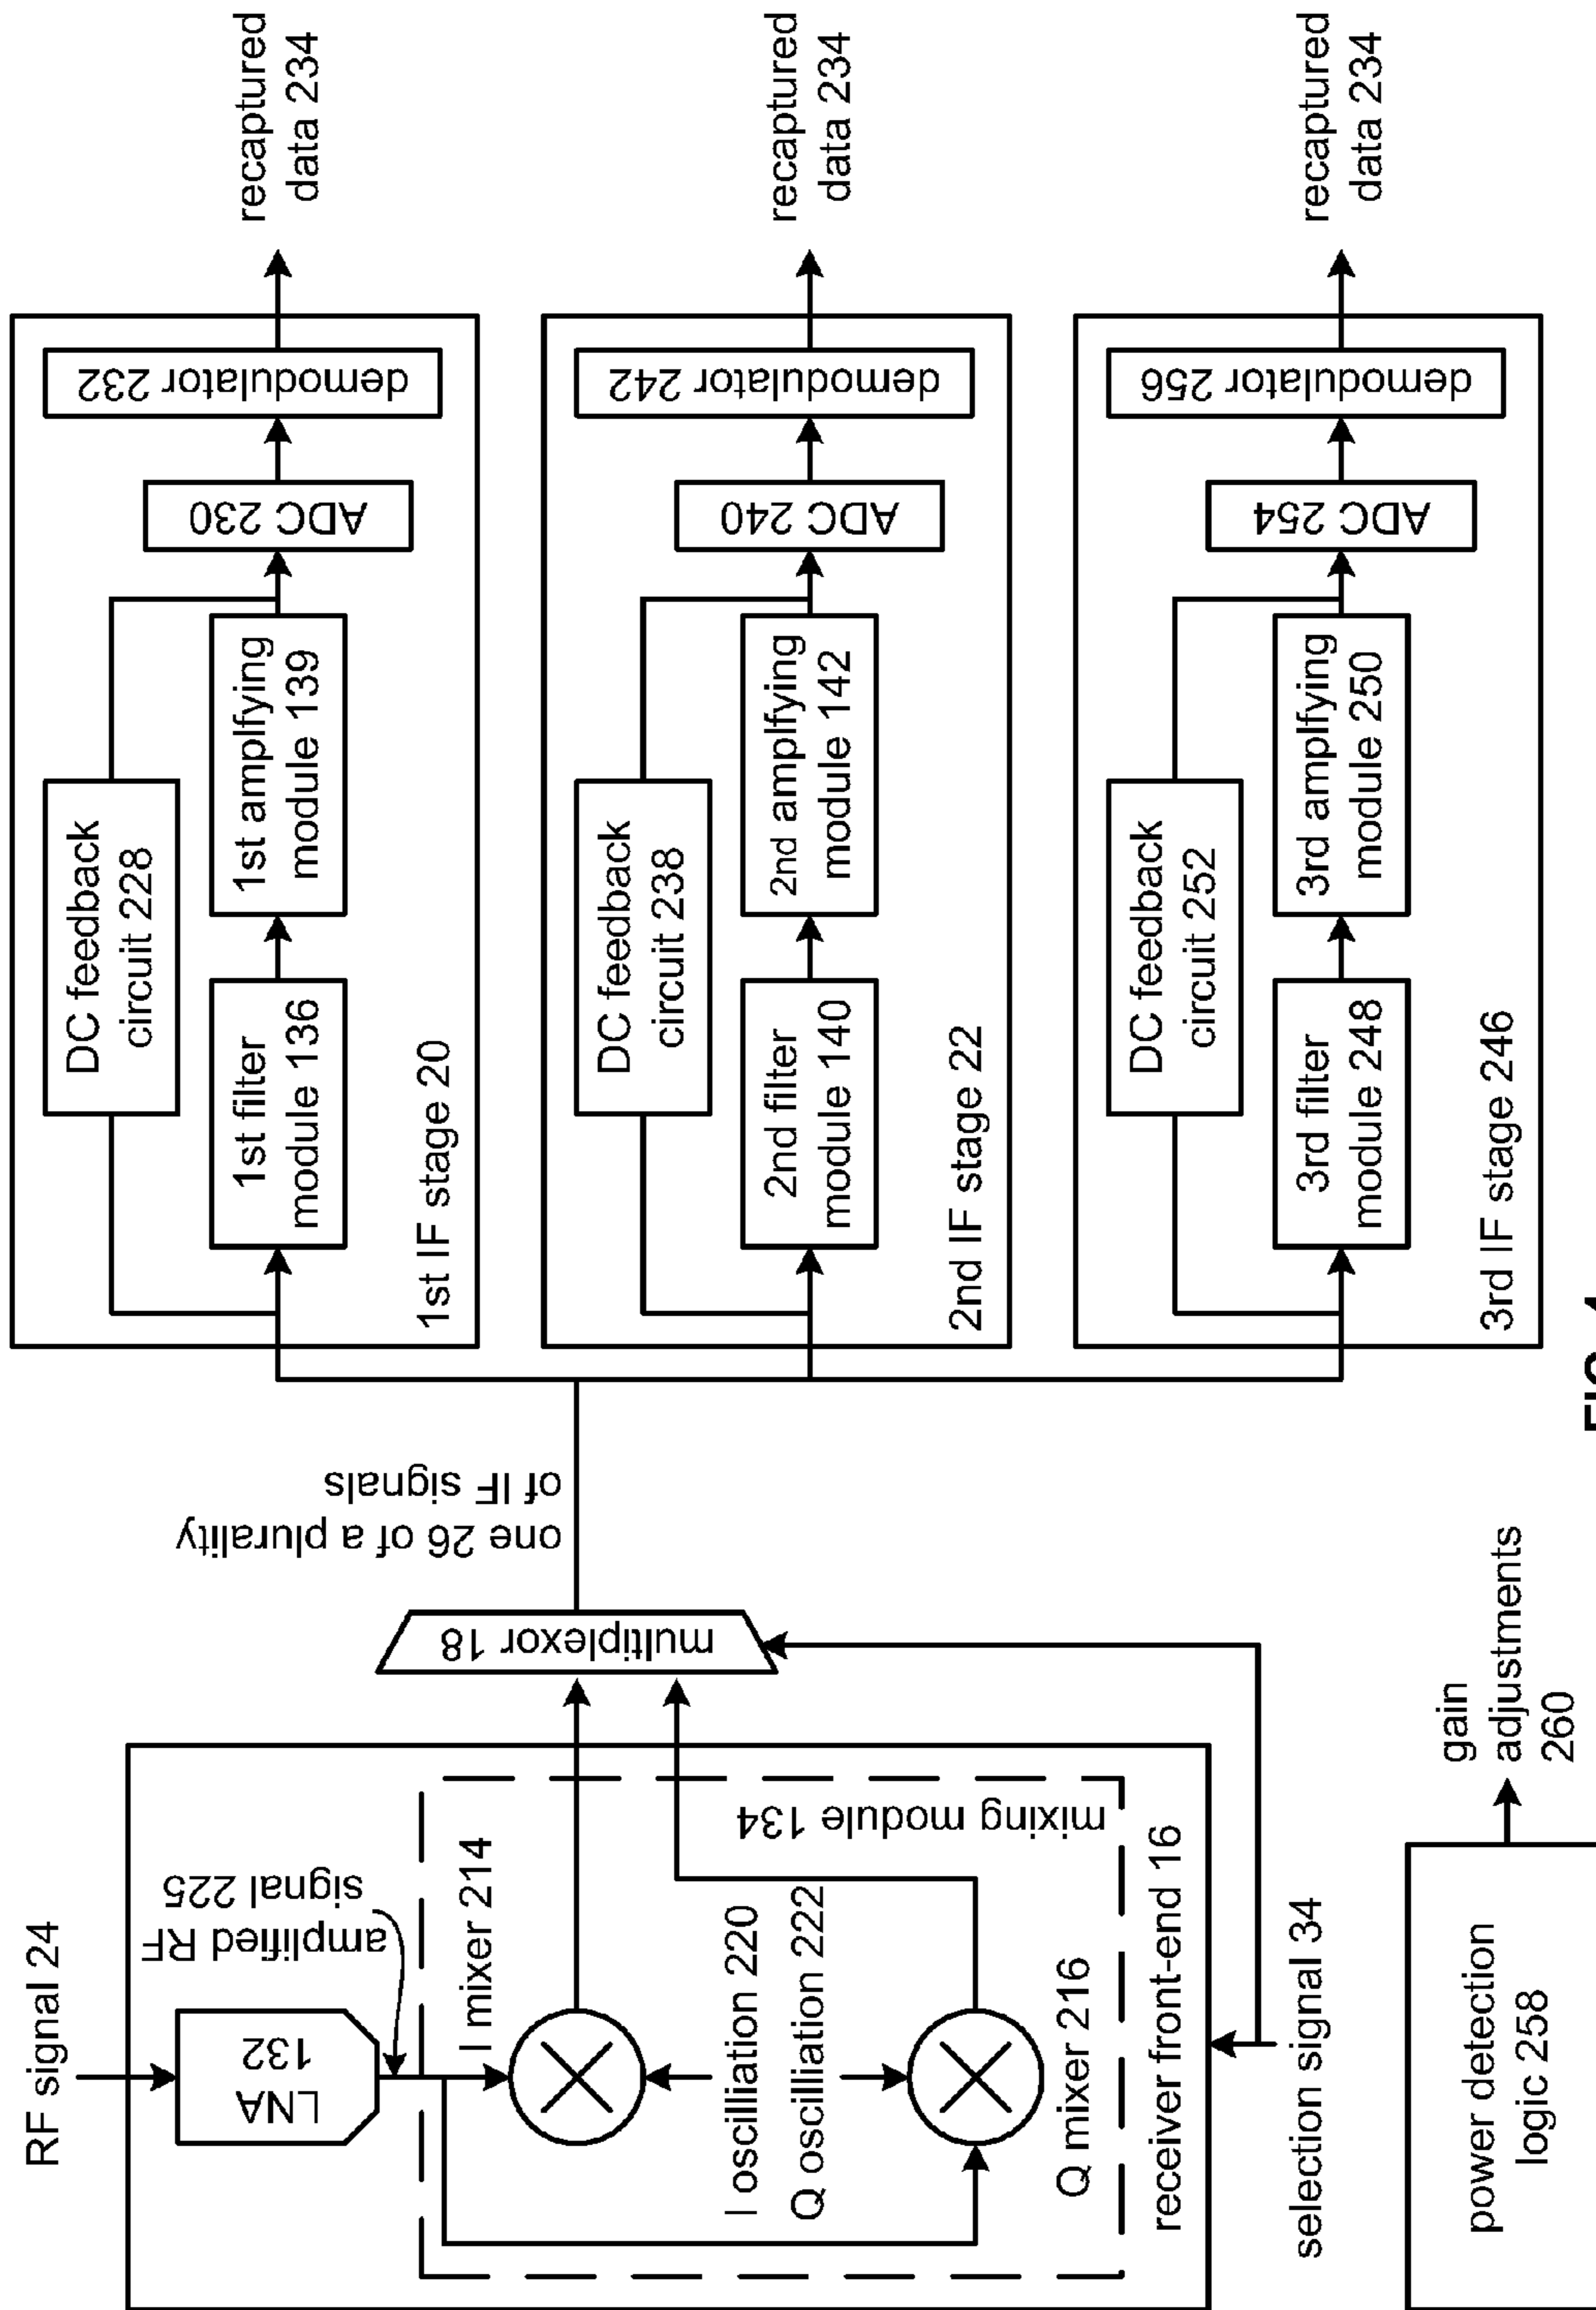 RF signal 24
LNA
132
amplified RF
signal 225
I mixer 214
I oscilliation 220
Q oscilliation 222
Q mixer 216
mixing module 134
receiver front-end 16
selection signal 34
multiplexor 18
one 26 of a plurality
of IF signals
power detection
logic 258
gain
adjustments
260
DC feedback
circuit 228
1st filter
module 136
1st amplfying
module 139
ADC 230
demodulator 232
1st IF stage 20
recaptured
data 234
DC feedback
circuit 238
2nd filter
module 140
2nd amplfying
module 142
ADC 240
demodulator 242
2nd IF stage 22
recaptured
data 234
DC feedback
circuit 252
3rd filter
module 248
3rd amplfying
module 250
ADC 254
demodulator 256
3rd IF stage 246
recaptured
data 234